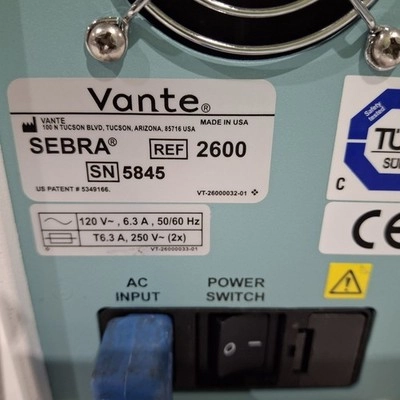 Vante®
VANTE
MADE IN USA
100 N TUCSON BLVD, TUCSON, ARIZONA, 85716 USA
SEBRA® REF 2600
SN 5845
US PATENT # 5349166.
VT-26000032-01
120 V~, 6.3 A, 50/60 Hz
T6.3 A, 250 V~ (2x)
VT-26000033-01
Safety
tested
C
CE
AC
INPUT
POWER
SWITCH